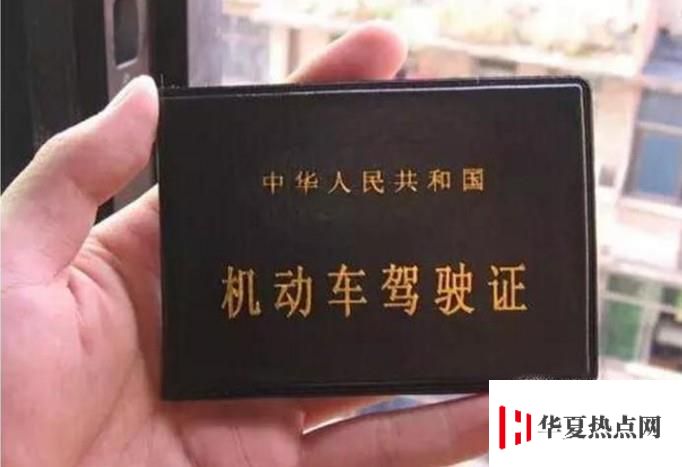 中华人民共和国
机动车驾驶证
华夏热点网